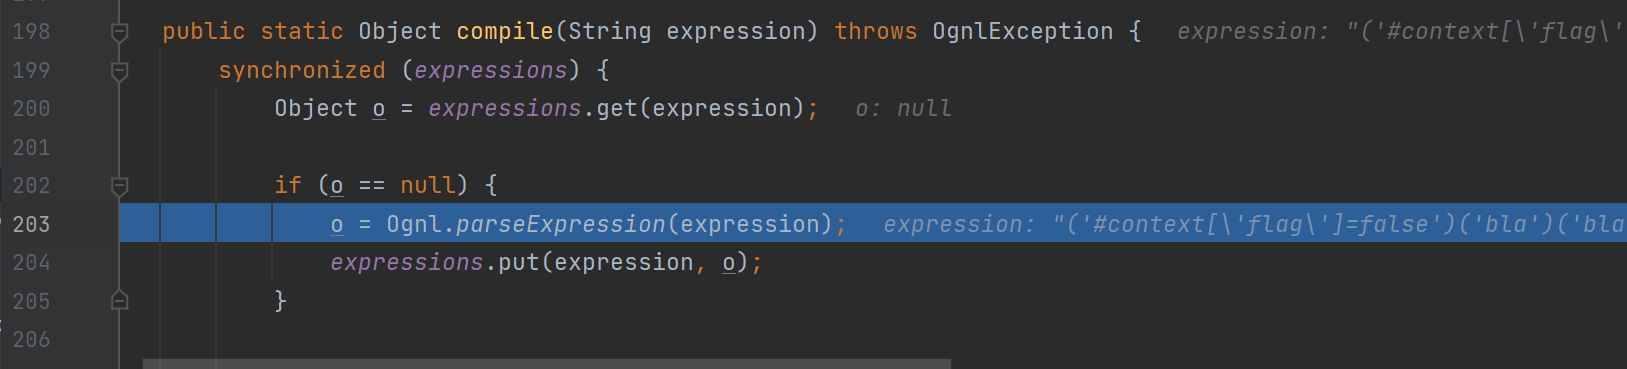 198 public static Object compile(String expression) throws OgnlException { expression: "('#context[\'flag\'
199 synchronized (expressions) {
200 Object o = expressions.get(expression); o: null
201
202 if (o == null) {
203 o = Ognl.parseExpression(expression); expression: "('#context[\'flag\']=false')('bla')('bla
204 expressions.put(expression, o);
205 }
206